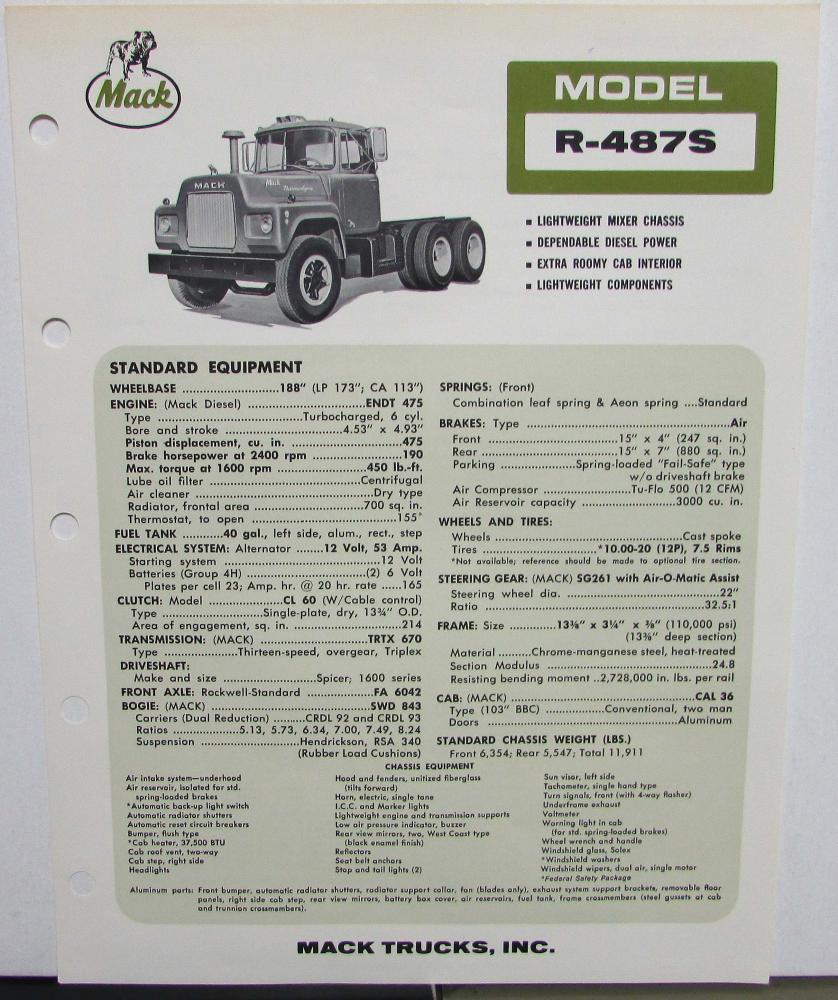 Mack
MODEL
R-487S
MACK
Mack
Thermodyne
▪ LIGHTWEIGHT MIXER CHASSIS
▪ DEPENDABLE DIESEL POWER
▪ EXTRA ROOMY CAB INTERIOR
▪ LIGHTWEIGHT COMPONENTS
STANDARD EQUIPMENT
WHEELBASE ............................188" (LP 173"; CA 113")
ENGINE: (Mack Diesel) ..................................ENDT 475
Type ..........................................Turbocharged, 6 cyl.
Bore and stroke ....................................4.53" x 4.93"
Piston displacement, cu. in. ..................................475
Brake horsepower at 2400 rpm ............................190
Max. torque at 1600 rpm ...........................450 lb.-ft.
Lube oil filter .............................................Centrifugal
Air cleaner ................................................Dry type
Radiator, frontal area ................................700 sq. in.
Thermostat, to open .........................................155°
FUEL TANK ............40 gal., left side, alum., rect., step
ELECTRICAL SYSTEM: Alternator .......12 Volt, 53 Amp.
Starting system ..............................................12 Volt
Batteries (Group 4H) ....................................(2) 6 Volt
Plates per cell 23; Amp. hr. @ 20 hr. rate ......165
CLUTCH: Model .......................CL 60 (W/Cable control)
Type ..............................Single-plate, dry, 13¾" O.D.
Area of engagement, sq. in. ................................214
TRANSMISSION: (MACK) ................................TRTX 670
Type ......................Thirteen-speed, overgear, Triplex
DRIVESHAFT:
Make and size .............................Spicer; 1600 series
FRONT AXLE: Rockwell-Standard ...................FA 6042
BOGIE: (MACK) ...............................................SWD 843
Carriers (Dual Reduction) .........CRDL 92 and CRDL 93
Ratios ...................5.13, 5.73, 6.34, 7.00, 7.49, 8.24
Suspension .............................Hendrickson, RSA 340
(Rubber Load Cushions)
SPRINGS: (Front)
Combination leaf spring & Aeon spring ....Standard
BRAKES: Type .........................................................Air
Front .....................................15" x 4" (247 sq. in.)
Rear ......................................15" x 7" (880 sq. in.)
Parking ......................Spring-loaded "Fail-Safe" type
w/o driveshaft brake
Air Compressor .........................Tu-Flo 500 (12 CFM)
Air Reservoir capacity ...........................3000 cu. in.
WHEELS AND TIRES:
Wheels .....................................................Cast spoke
Tires ..................................*10.00-20 (12P), 7.5 Rims
*Not available; reference should be made to optional tire section.
STEERING GEAR: (MACK) SG261 with Air-O-Matic Assist
Steering wheel dia. .............................................22"
Ratio .................................................................32.5:1
FRAME: Size .............13⅜" x 3¼" x ⅜" (110,000 psi)
(13⅜" deep section)
Material ..........Chrome-manganese steel, heat-treated
Section Modulus ................................................24.8
Resisting bending moment ..2,728,000 in. lbs. per rail
CAB: (MACK) .....................................................CAL 36
Type (103" BBC) .....................Conventional, two man
Doors .........................................................Aluminum
STANDARD CHASSIS WEIGHT (LBS.)
Front 6,354; Rear 5,547; Total 11,911
CHASSIS EQUIPMENT
Air intake system—underhood
Air reservoir, isolated for std.
spring-loaded brakes
*Automatic back-up light switch
Automatic radiator shutters
Automatic reset circuit breakers
Bumper, flush type
*Cab heater, 37,500 BTU
Cab roof vent, two-way
Cab step, right side
Headlights
Hood and fenders, unitized fiberglass
(tilts forward)
Horn, electric, single tone
I.C.C. and Marker lights
Lightweight engine and transmission supports
Low air pressure indicator, buzzer
Rear view mirrors, two, West Coast type
(black enamel finish)
Reflectors
Seat belt anchors
Stop and tail lights (2)
Sun visor, left side
Tachometer, single hand type
Turn signals, front (with 4-way flasher)
Underframe exhaust
Voltmeter
Warning light in cab
(for std. spring-loaded brakes)
Wheel wrench and handle
Windshield glass, Solex
*Windshield washers
Windshield wipers, dual air, single motor
*Federal Safety Package
Aluminum parts: Front bumper, automatic radiator shutters, radiator support collar, fan (blades only), exhaust system support brackets, removable floor
panels, right side cab step, rear view mirrors, battery box cover, air reservoirs, fuel tank, frame crossmembers (steel gussets at cab
and trunnion crossmembers).
MACK TRUCKS, INC.